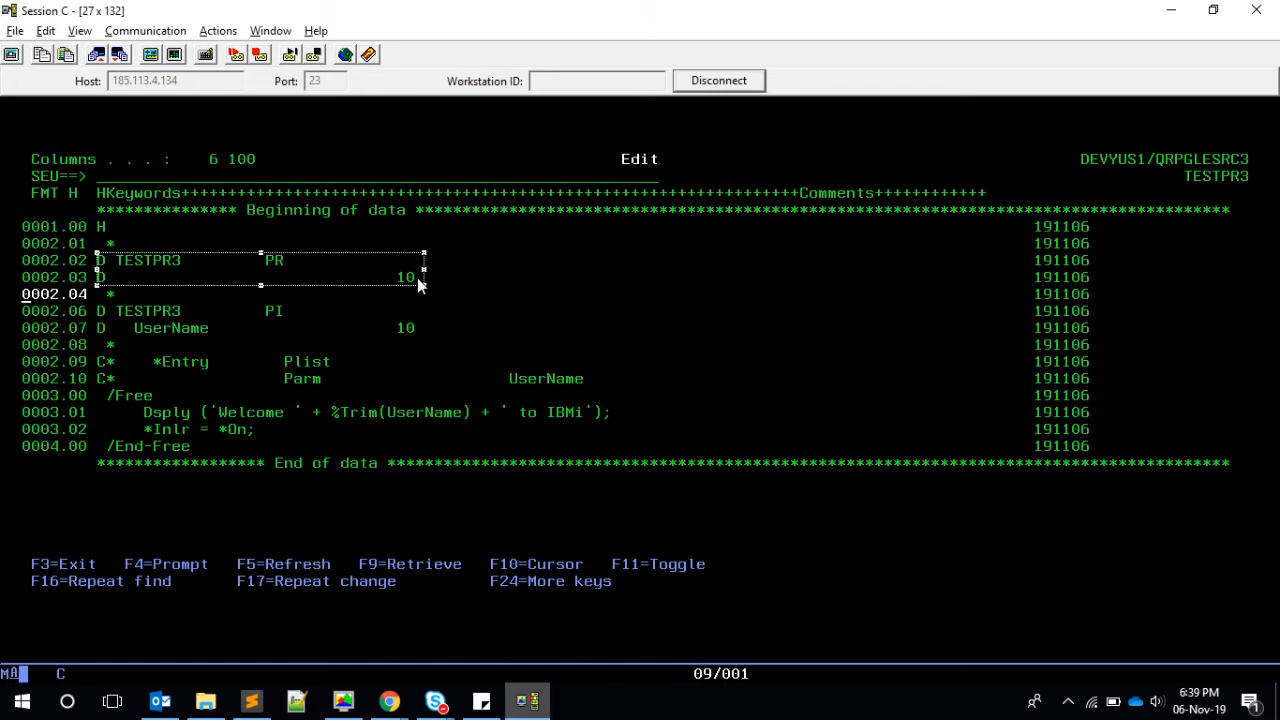 Session C - [27 x 132]
File Edit View Communication Actions Window Help
Host: 185.113.4.134 Port: 23 Workstation ID: Disconnect
Columns . . . : 6 100 Edit DEVYUS1/QRPGLESRC3
SEU==> TESTPR3
FMT H HKeywords++++++++++++++++++++++++++++++++++++++++++++++++++++++++++++++++++Comments++++++++++++
*************** Beginning of data ***************************************************************************************
0001.00 H 191106
0002.01 * 191106
0002.02 D TESTPR3 PR 191106
0002.03 D 10 191106
0002.04 * 191106
0002.06 D TESTPR3 PI 191106
0002.07 D UserName 10 191106
0002.08 * 191106
0002.09 C* *Entry Plist 191106
0002.10 C* Parm UserName 191106
0003.00 /Free 191106
0003.01 Dsply ('Welcome ' + %Trim(UserName) + ' to IBMi'); 191106
0003.02 *Inlr = *On; 191106
0004.00 /End-Free 191106
****************** End of data ******************************************************************************************
F3=Exit F4=Prompt F5=Refresh F9=Retrieve F10=Cursor F11=Toggle
F16=Repeat find F17=Repeat change F24=More keys
MA C 09/001
6:39 PM
06-Nov-19
1